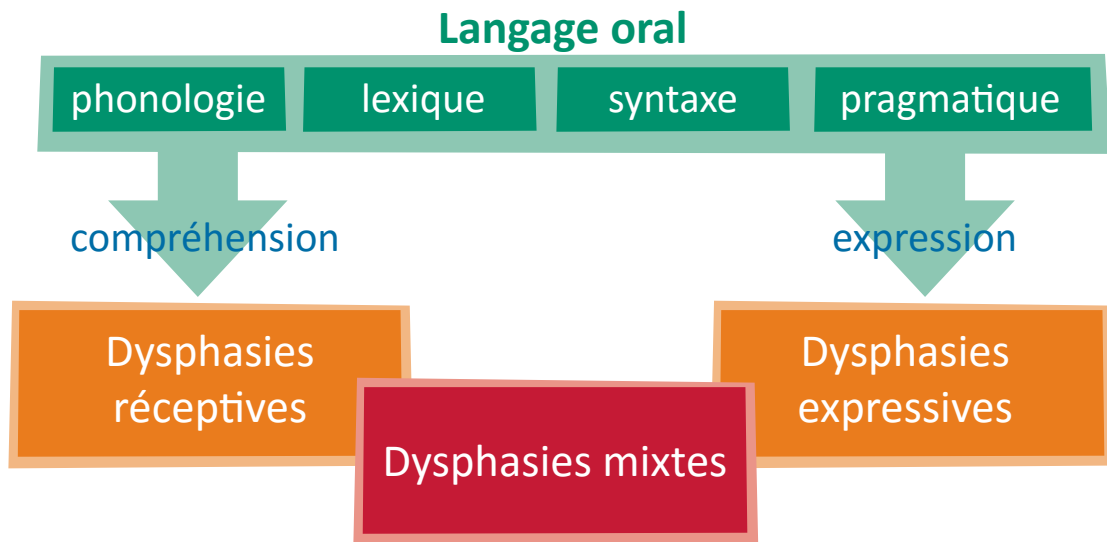 Langage oral
phonologie lexique syntaxe pragmatique
compréhension expression
Dysphasies
réceptives
Dysphasies
expressives
Dysphasies mixtes